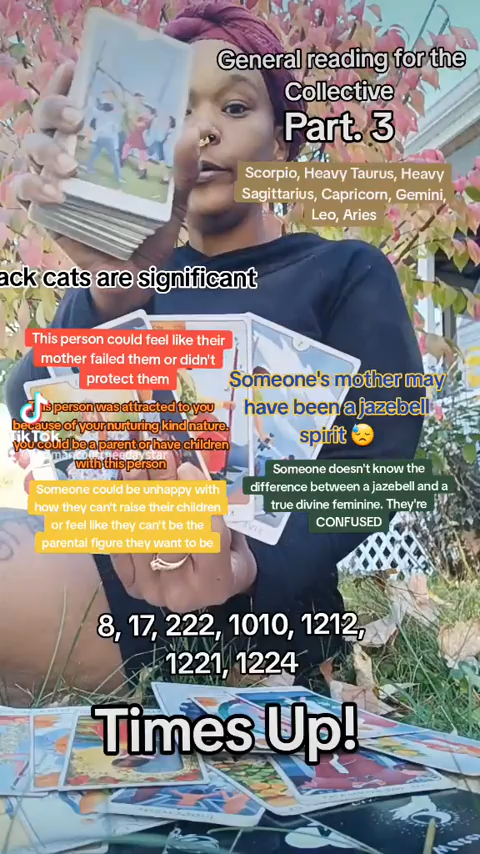 General reading for the
Collective
Part. 3
Scorpio, Heavy Taurus, Heavy
Sagittarius, Capricorn, Gemini,
Leo, Aries
ack cats are significant
This person could feel like their
mother failed them or didn't
protect them
Someone's mother may
have been a jazebell
spirit 😓
is person was attracted to you
because of your nurturing kind nature.
you could be a parent or have children
with this person
TikTok
Someone doesn't know the
difference between a jazebell and a
true divine feminine. They're
CONFUSED
Someone could be unhappy with
how they can't raise their children
or feel like they can't be the
parental figure they want to be
8, 17, 222, 1010, 1212,
1221, 1224
Times Up!